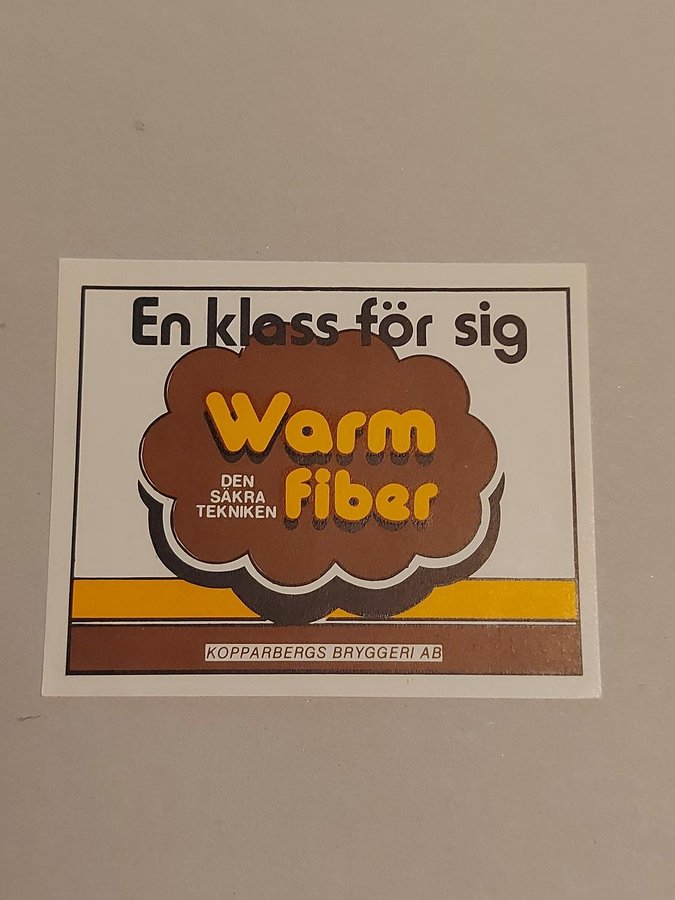 En klass för sig
Warm
DEN
SÄKRA
TEKNIKEN
fiber
KOPPARBERGS BRYGGERI AB